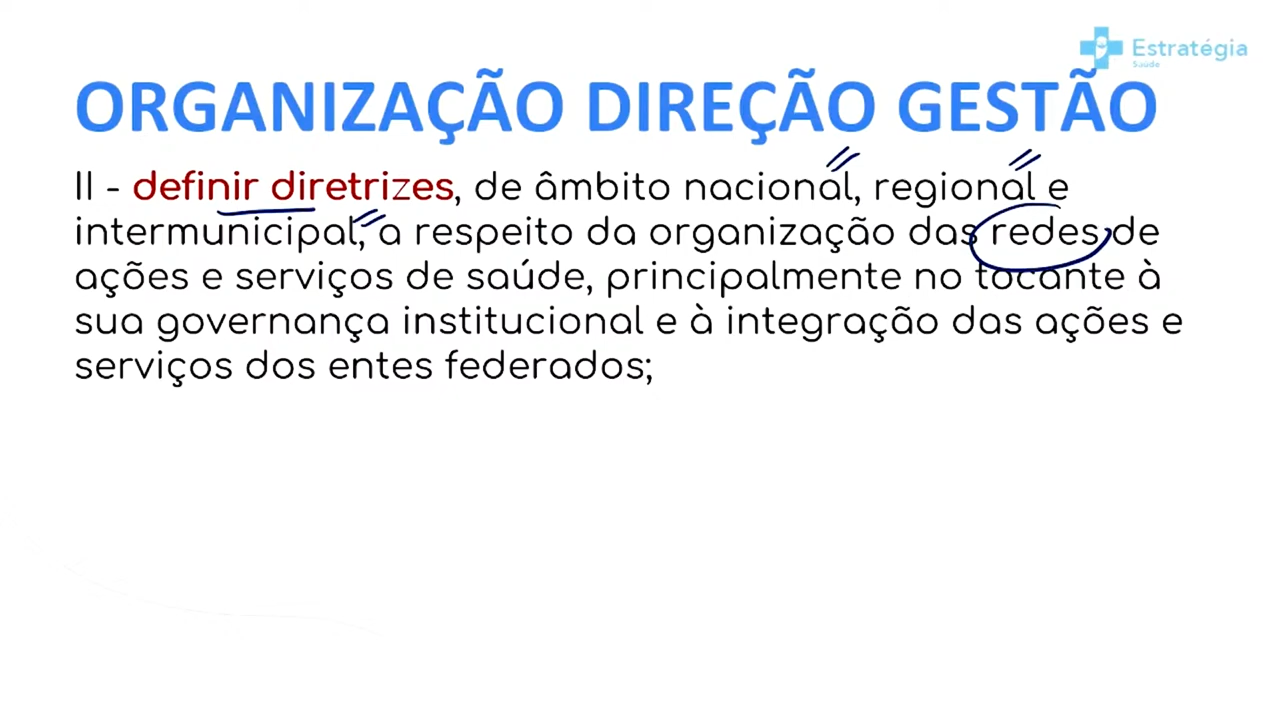 Estratégia
Saúde
ORGANIZAÇÃO DIREÇÃO GESTÃO
II - definir diretrizes, de âmbito nacional, regional e
intermunicipal, a respeito da organização das redes de
ações e serviços de saúde, principalmente no tocante à
sua governança institucional e à integração das ações e
serviços dos entes federados;